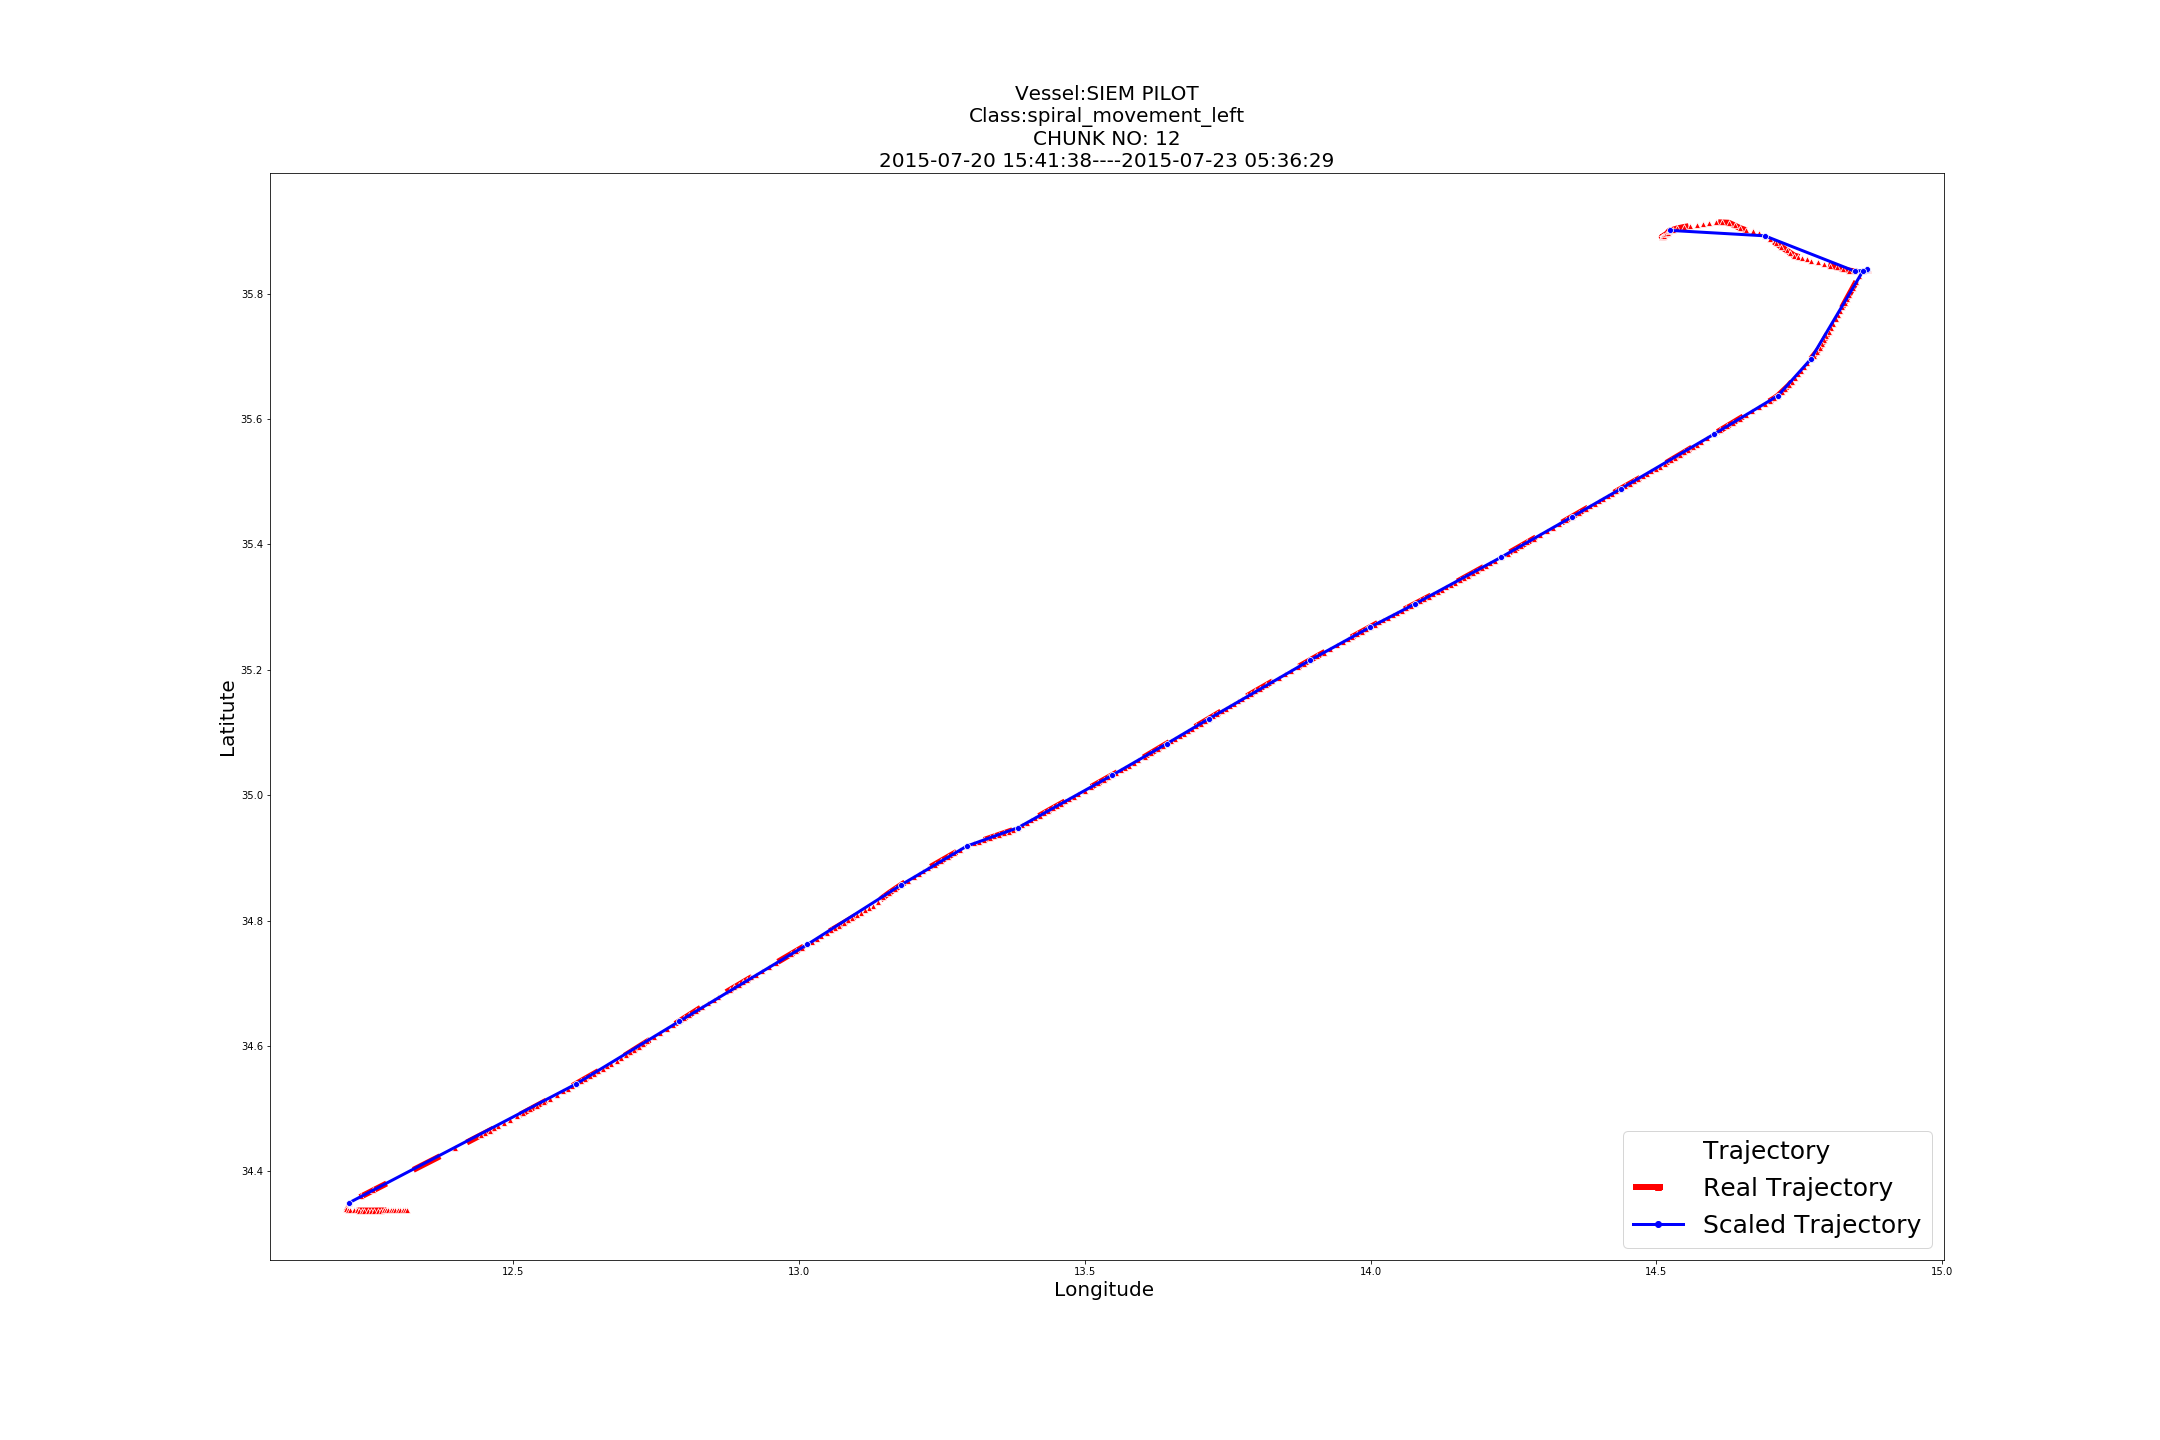 Vessel:SIEM PILOT
Class:spiral_movement_left
CHUNK NO: 12
2015-07-20 15:41:38----2015-07-23 05:36:29
35.8
35.6
35.4
35.2
35.0
34.8
34.6
34.4
Latitute
12.5
13.0
13.5
14.0
14.5
15.0
Longitude
Trajectory
Real Trajectory
Scaled Trajectory